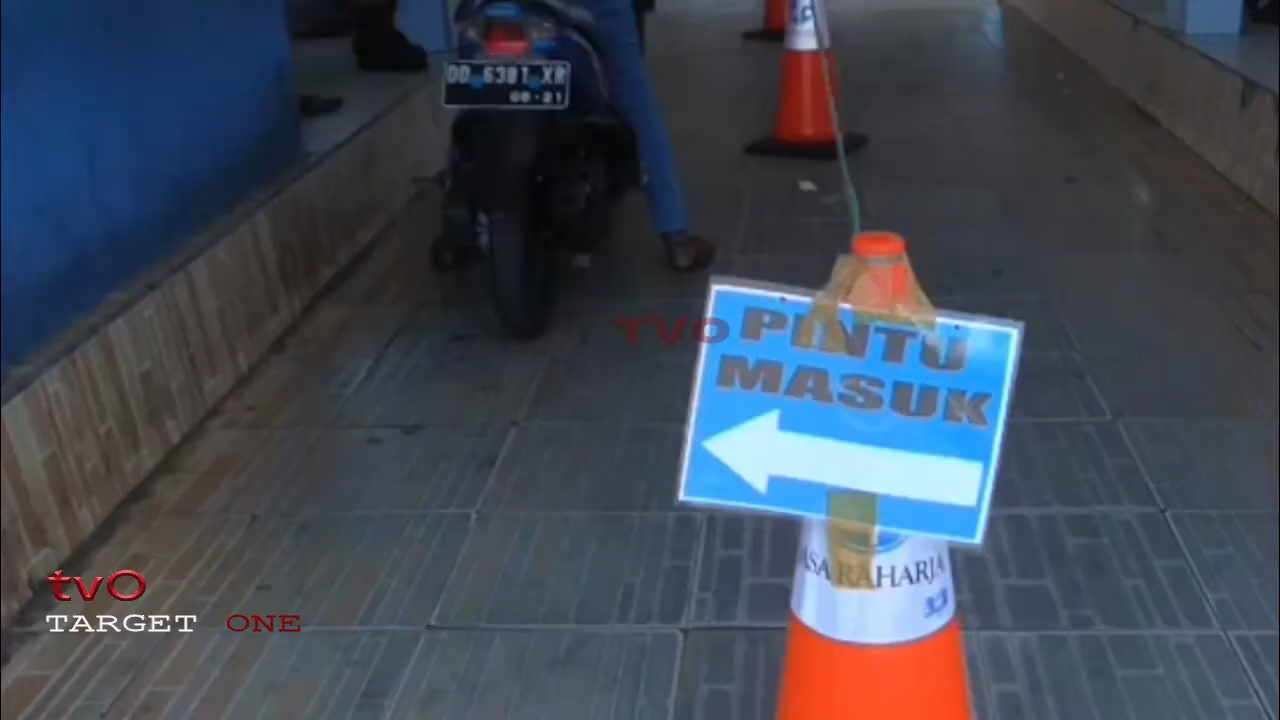 DD 6381 XR
08-21
TVO
PINTU
MASUK
ASA RAHARJA
tvO
TARGET ONE